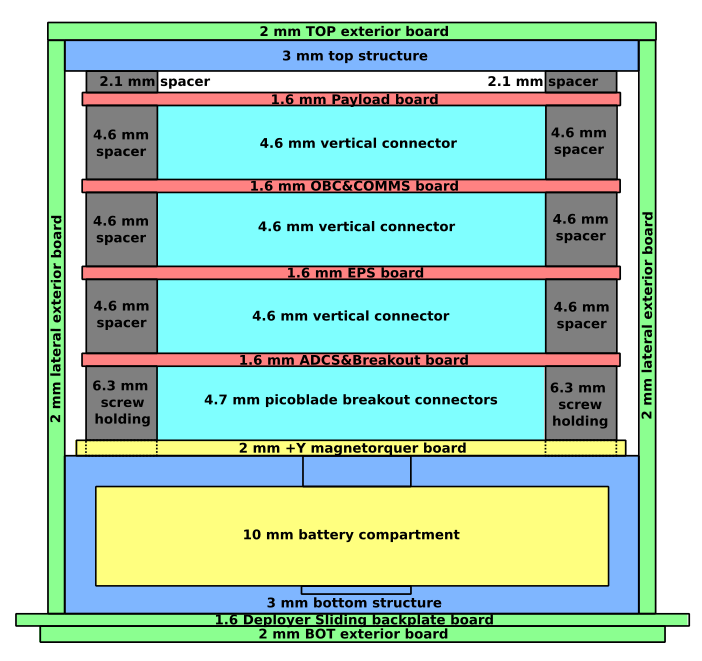 2 mm TOP exterior board
3 mm top structure
2.1 mm spacer
2.1 mm spacer
1.6 mm Payload board
4.6 mm
spacer
4.6 mm vertical connector
4.6 mm
spacer
1.6 mm OBC&COMMS board
4.6 mm
spacer
4.6 mm vertical connector
4.6 mm
spacer
1.6 mm EPS board
4.6 mm
spacer
4.6 mm vertical connector
4.6 mm
spacer
1.6 mm ADCS&Breakout board
6.3 mm
screw
holding
4.7 mm picoblade breakout connectors
6.3 mm
screw
holding
2 mm lateral exterior board
2 mm lateral exterior board
2 mm +Y magnetorquer board
10 mm battery compartment
3 mm bottom structure
1.6 Deployer Sliding backplate board
2 mm BOT exterior board